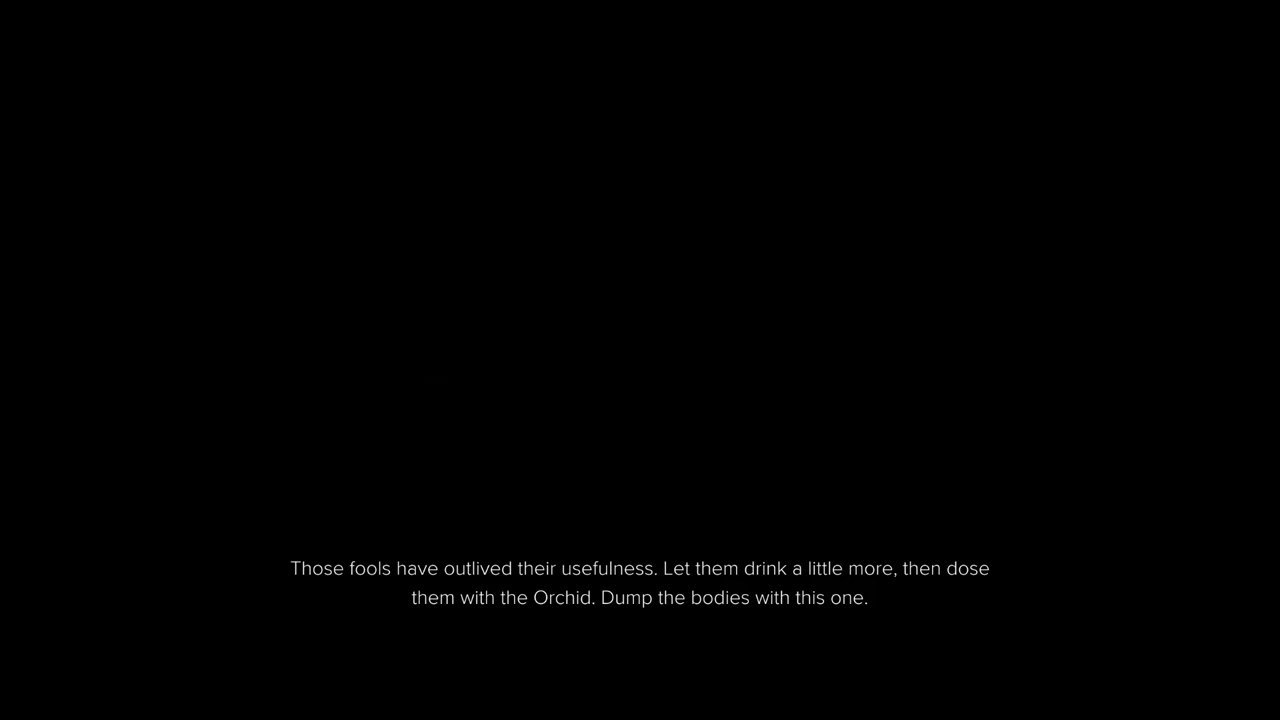 Those fools have outlived their usefulness. Let them drink a little more, then dose
them with the Orchid. Dump the bodies with this one.